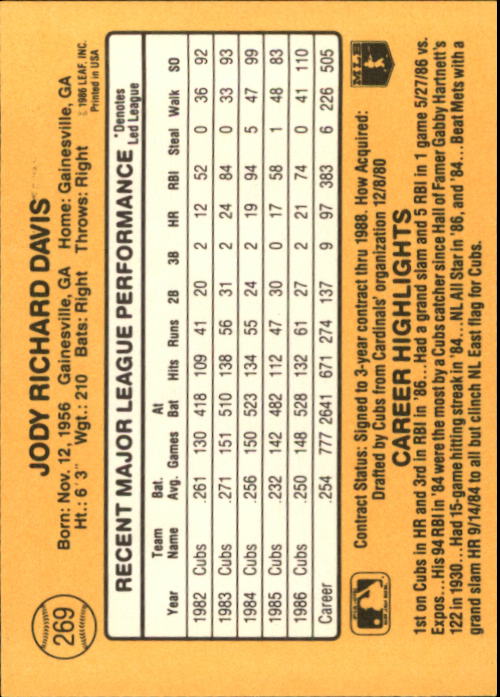 269
JODY RICHARD DAVIS
Born: Nov. 12, 1956 Gainesville, GA Home: Gainesville, GA
Ht.: 6' 3" Wgt.: 210 Bats: Right Throws: Right
© 1986 LEAF, INC.
Printed in USA
RECENT MAJOR LEAGUE PERFORMANCE
*Denotes
Led League
Year Team Name Bat. Avg. Games At Bat Hits Runs 2B 3B HR RBI Steal Walk SO
1982 Cubs .261 130 418 109 41 20 2 12 52 0 36 92
1983 Cubs .271 151 510 138 56 31 2 24 84 0 33 93
1984 Cubs .256 150 523 134 55 24 2 19 94 5 47 99
1985 Cubs .232 142 482 112 47 30 0 17 58 1 48 83
1986 Cubs .250 148 528 132 61 27 2 21 74 0 41 110
Career .254 777 2641 671 274 137 9 97 383 6 226 505
Contract Status: Signed to 3-year contract thru 1988. How Acquired:
Drafted by Cubs from Cardinals' organization 12/8/80
MLB
CAREER HIGHLIGHTS
1st on Cubs in HR and 3rd in RBI in '86...Had a grand slam and 5 RBI in 1 game 5/27/86 vs.
Expos...His 94 RBI in '84 were the most by a Cubs catcher since Hall of Famer Gabby Hartnett's
122 in 1930...Had 15-game hitting streak in '84...NL All Star in '86, and '84...Beat Mets with a
grand slam HR 9/14/84 to all but clinch NL East flag for Cubs.